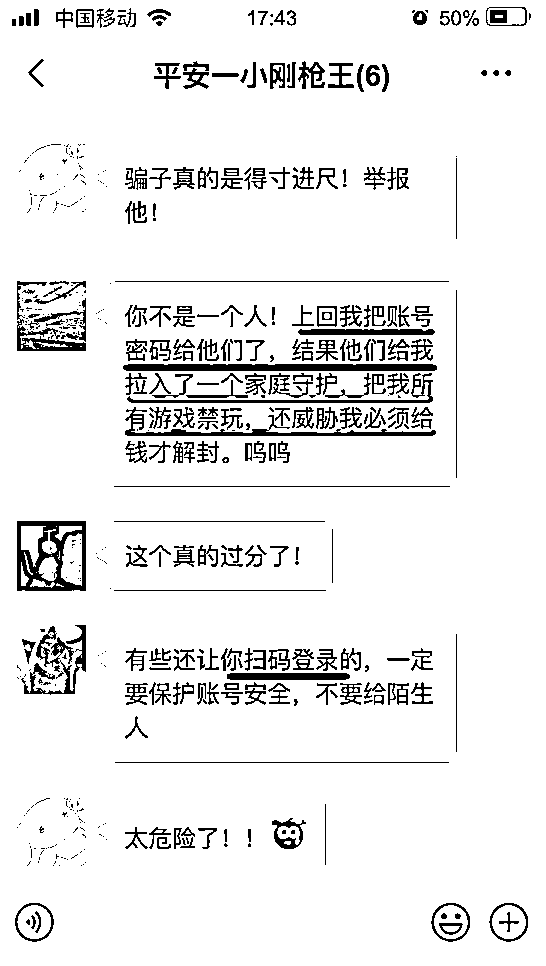 中国移动 17:43 50%
平安一小刚枪王(6)
骗子真的是得寸进尺！举报
他！
你不是一个人！上回我把账号
密码给他们了，结果他们给我
拉入了一个家庭守护，把我所
有游戏禁玩，还威胁我必须给
钱才解封。呜呜
这个真的过分了！
有些还让你扫码登录的，一定
要保护账号安全，不要给陌生
人
太危险了！！